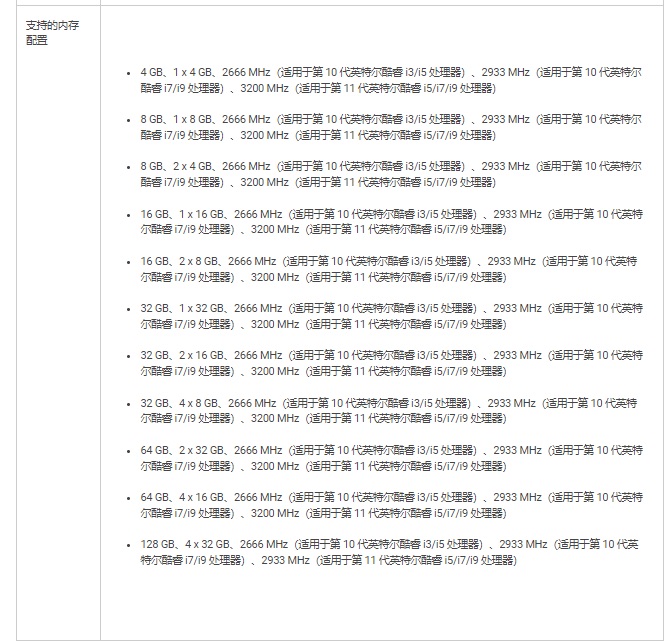 支持的内存
配置
4 GB、1 x 4 GB、2666 MHz（适用于第 10 代英特尔酷睿 i3/i5 处理器）、2933 MHz（适用于第 10 代英特尔
酷睿 i7/i9 处理器）、3200 MHz（适用于第 11 代英特尔酷睿 i5/i7/i9 处理器)
8 GB、1 x 8 GB、2666 MHz（适用于第 10 代英特尔酷睿 i3/i5 处理器）、2933 MHz（适用于第 10 代英特尔
酷睿 i7/i9 处理器）、3200 MHz（适用于第 11 代英特尔酷睿 i5/i7/i9 处理器)
8 GB、2 x 4 GB、2666 MHz（适用于第 10 代英特尔酷睿 i3/i5 处理器）、2933 MHz（适用于第 10 代英特尔
酷睿 i7/i9 处理器）、3200 MHz（适用于第 11 代英特尔酷睿 i5/i7/i9 处理器)
16 GB、1 x 16 GB、2666 MHz（适用于第 10 代英特尔酷睿 i3/i5 处理器）、2933 MHz（适用于第 10 代英特
尔酷睿 i7/i9 处理器）、3200 MHz（适用于第 11 代英特尔酷睿 i5/i7/i9 处理器)
16 GB、2 x 8 GB、2666 MHz（适用于第 10 代英特尔酷睿 i3/i5 处理器）、2933 MHz（适用于第 10 代英特
尔酷睿 i7/i9 处理器）、3200 MHz（适用于第 11 代英特尔酷睿 i5/i7/i9 处理器)
32 GB、1 x 32 GB、2666 MHz（适用于第 10 代英特尔酷睿 i3/i5 处理器）、2933 MHz（适用于第 10 代英特
尔酷睿 i7/i9 处理器）、3200 MHz（适用于第 11 代英特尔酷睿 i5/i7/i9 处理器)
32 GB、2 x 16 GB、2666 MHz（适用于第 10 代英特尔酷睿 i3/i5 处理器）、2933 MHz（适用于第 10 代英特
尔酷睿 i7/i9 处理器）、3200 MHz（适用于第 11 代英特尔酷睿 i5/i7/i9 处理器)
32 GB、4 x 8 GB、2666 MHz（适用于第 10 代英特尔酷睿 i3/i5 处理器）、2933 MHz（适用于第 10 代英特
尔酷睿 i7/i9 处理器）、3200 MHz（适用于第 11 代英特尔酷睿 i5/i7/i9 处理器)
64 GB、2 x 32 GB、2666 MHz（适用于第 10 代英特尔酷睿 i3/i5 处理器）、2933 MHz（适用于第 10 代英特
尔酷睿 i7/i9 处理器）、3200 MHz（适用于第 11 代英特尔酷睿 i5/i7/i9 处理器)
64 GB、4 x 16 GB、2666 MHz（适用于第 10 代英特尔酷睿 i3/i5 处理器）、2933 MHz（适用于第 10 代英特
尔酷睿 i7/i9 处理器）、3200 MHz（适用于第 11 代英特尔酷睿 i5/i7/i9 处理器)
128 GB、4 x 32 GB、2666 MHz（适用于第 10 代英特尔酷睿 i3/i5 处理器）、2933 MHz（适用于第 10 代英
特尔酷睿 i7/i9 处理器）、2933 MHz（适用于第 11 代英特尔酷睿 i5/i7/i9 处理器)